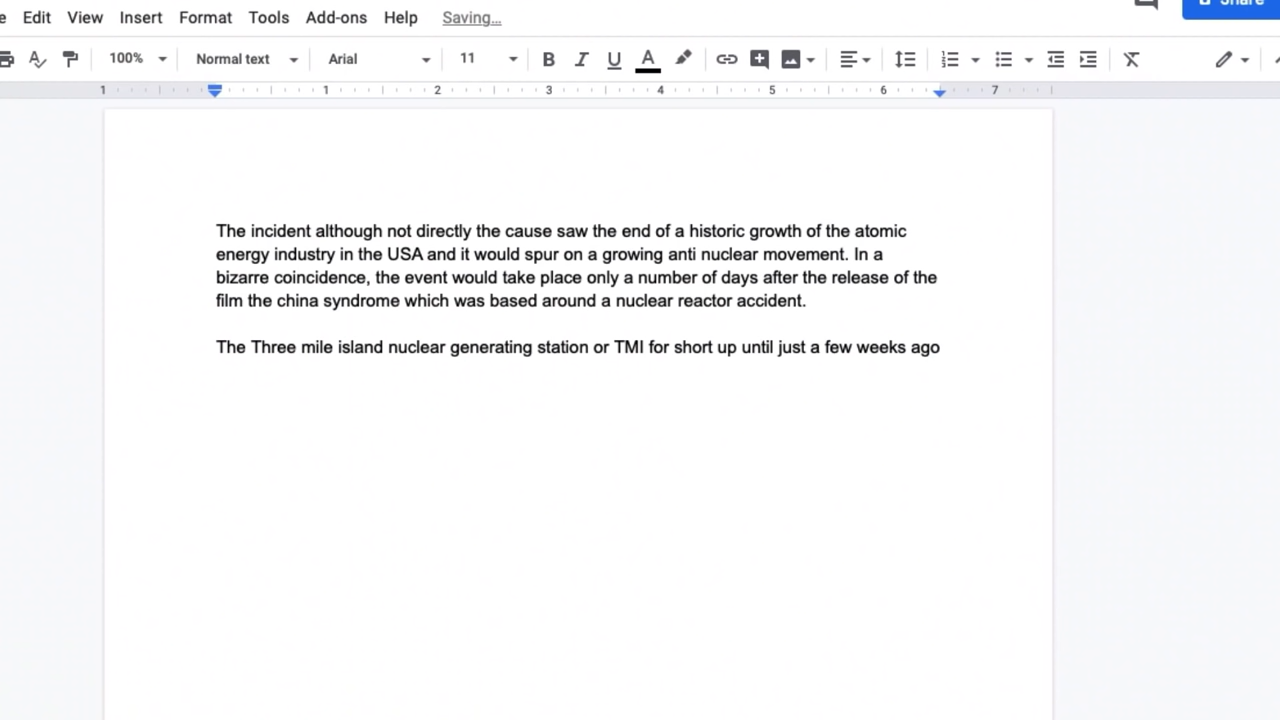 Edit View Insert Format Tools Add-ons Help Saving...
100% Normal text Arial 11 B I U A
1 1 2 3 4 5 6 7
The incident although not directly the cause saw the end of a historic growth of the atomic
energy industry in the USA and it would spur on a growing anti nuclear movement. In a
bizarre coincidence, the event would take place only a number of days after the release of the
film the china syndrome which was based around a nuclear reactor accident.
The Three mile island nuclear generating station or TMI for short up until just a few weeks ago